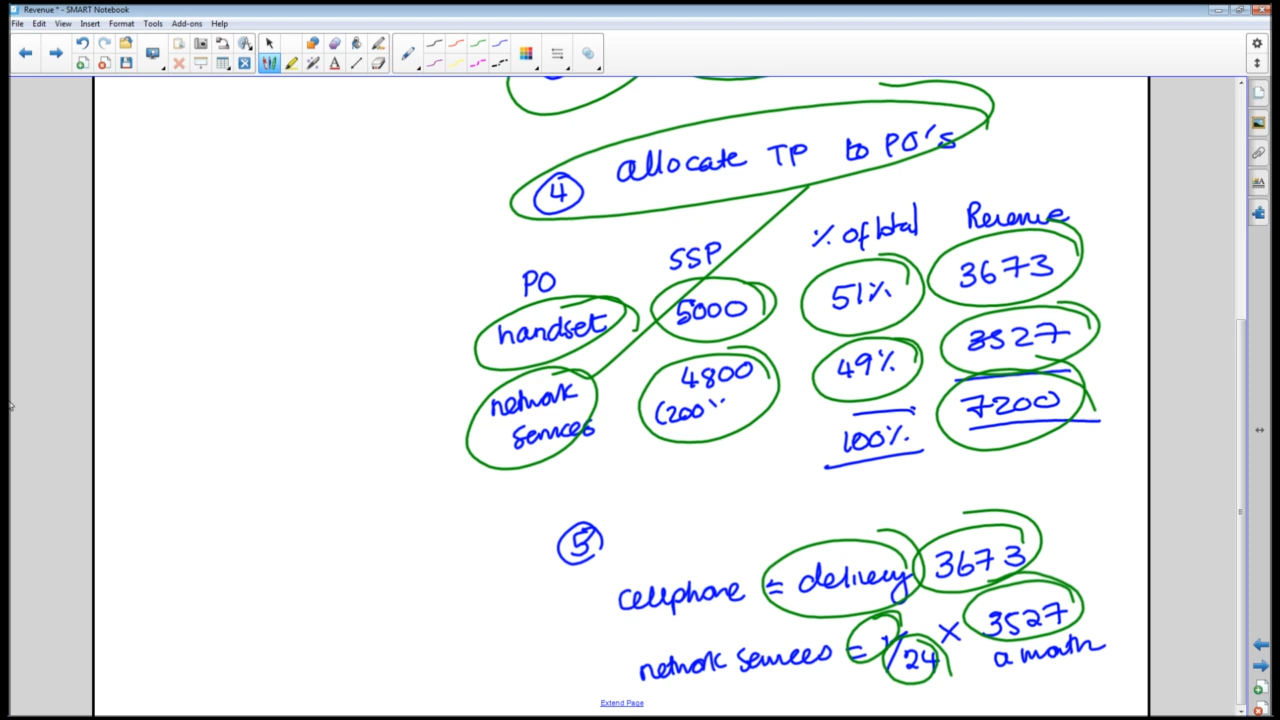 Revenue * - SMART Notebook
File Edit View Insert Format Tools Add-ons Help
④ allocate TP to PO's
PO SSP % of total Revenue
handset 5000 51% 3673
network services 4800 (200% 49% 3527
100% 7200
⑤
cellphone = delivery 3673
network services = 1/24 × 3527
a month
Extend Page